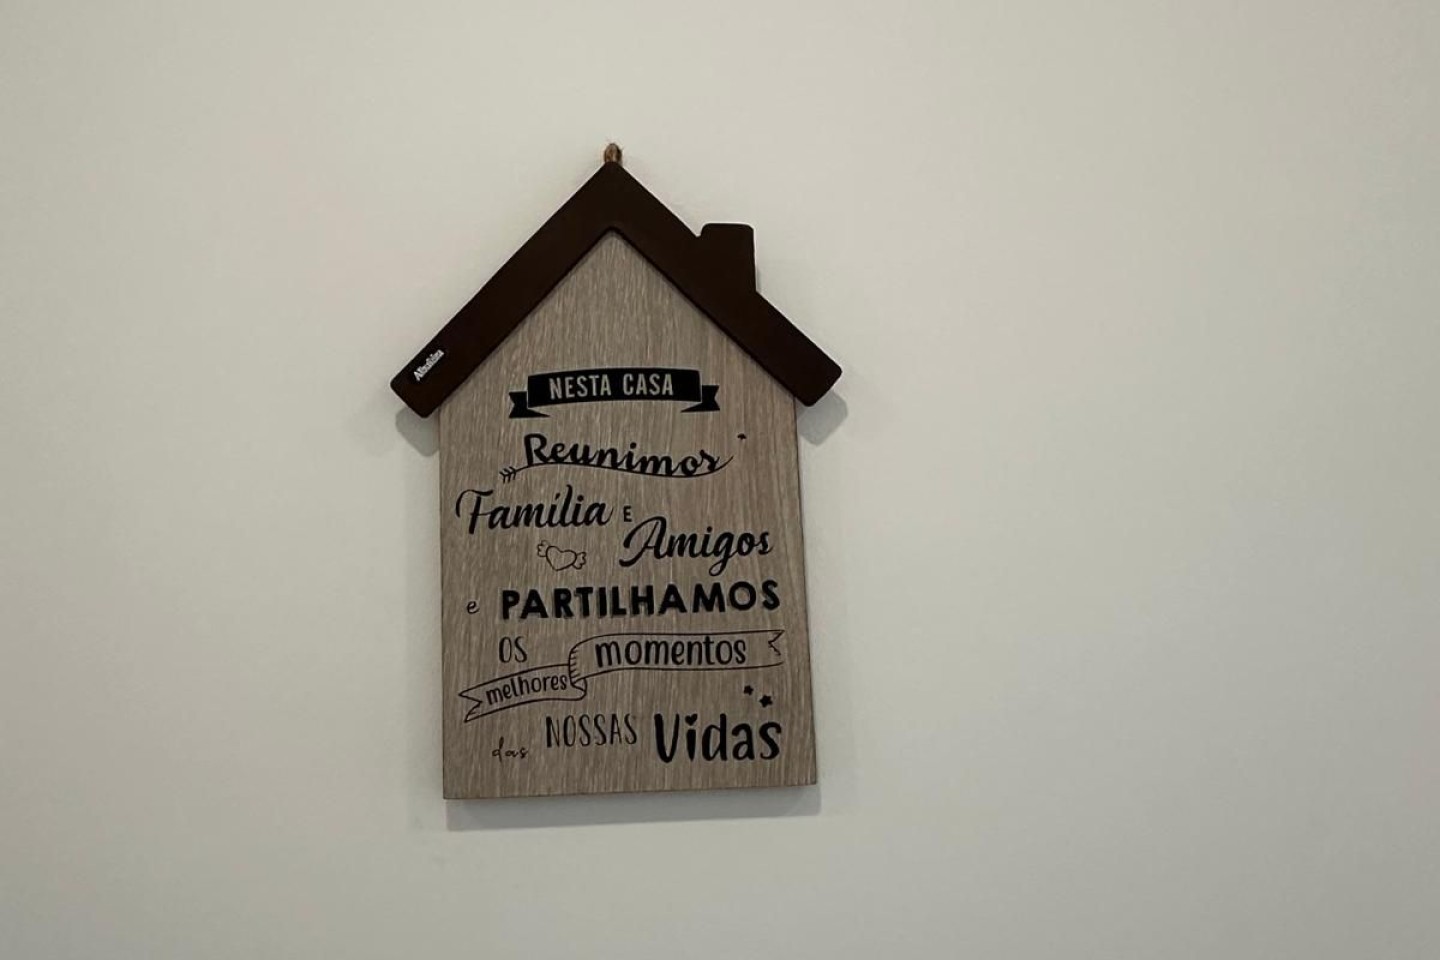 NESTA CASA
Reunimos
Família E
Amigos
e PARTILHAMOS
OS momentos
melhores
das NOSSAS Vidas